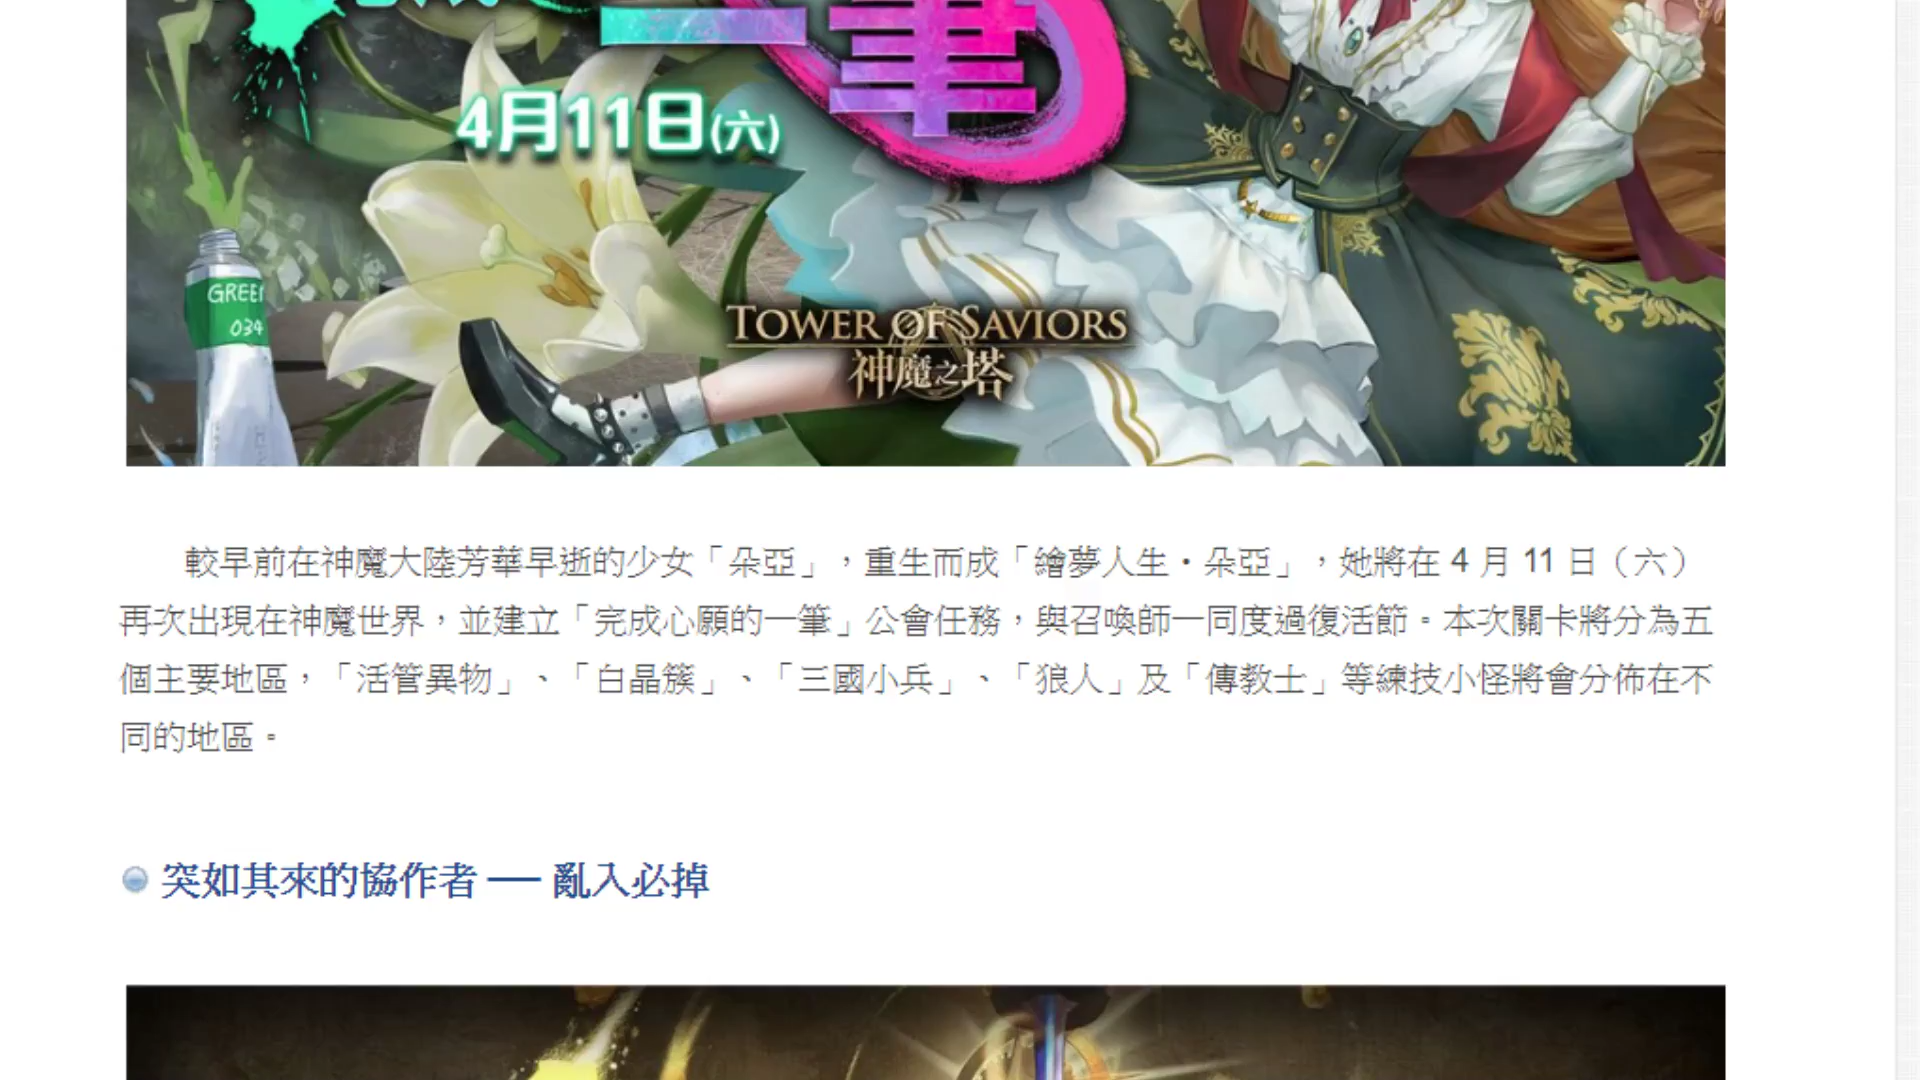 一筆
4月11日(六)
GREEN
034
TOWER OF SAVIORS
神魔之塔
較早前在神魔大陸芳華早逝的少女「朵亞」，重生而成「繪夢人生‧朵亞」，她將在 4 月 11 日（六）
再次出現在神魔世界，並建立「完成心願的一筆」公會任務，與召喚師一同度過復活節。本次關卡將分為五
個主要地區，「活管異物」、「白晶簇」、「三國小兵」、「狼人」及「傳教士」等練技小怪將會分佈在不
同的地區。
突如其來的協作者 ── 亂入必掉